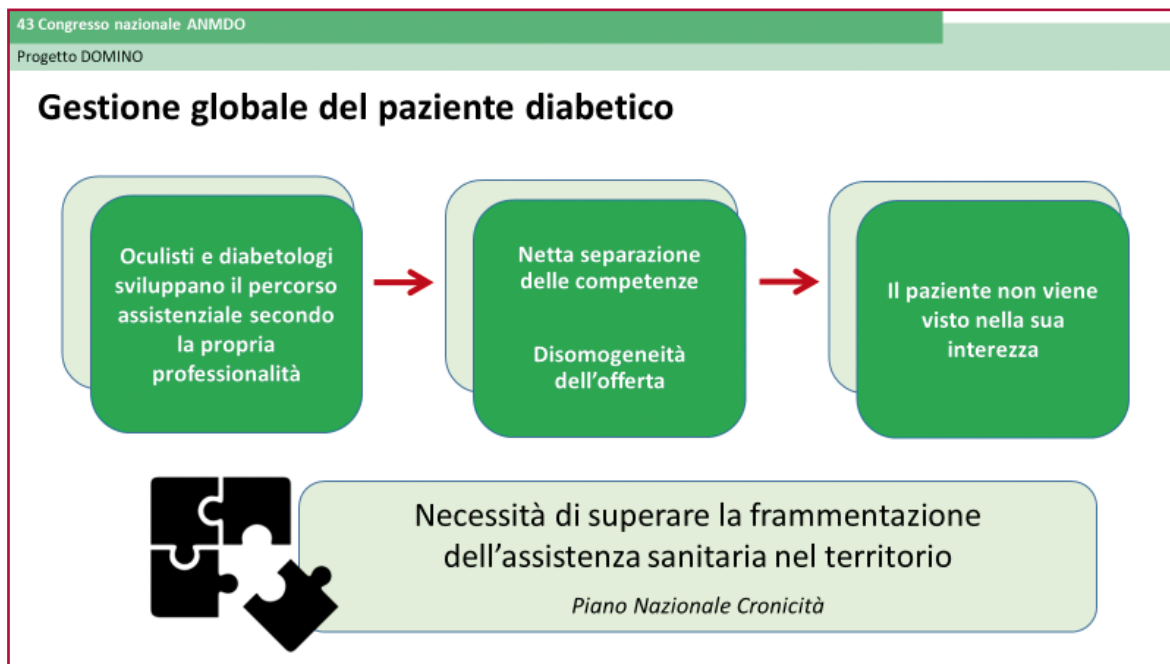 43 Congresso nazionale ANMDO
Progetto DOMINO
Gestione globale del paziente diabetico
Oculisti e diabetologi
sviluppano il percorso
assistenziale secondo
la propria
professionalità
Netta separazione
delle competenze
Disomogeneità
dell’offerta
Il paziente non viene
visto nella sua
interezza
Necessità di superare la frammentazione
dell’assistenza sanitaria nel territorio
Piano Nazionale Cronicità